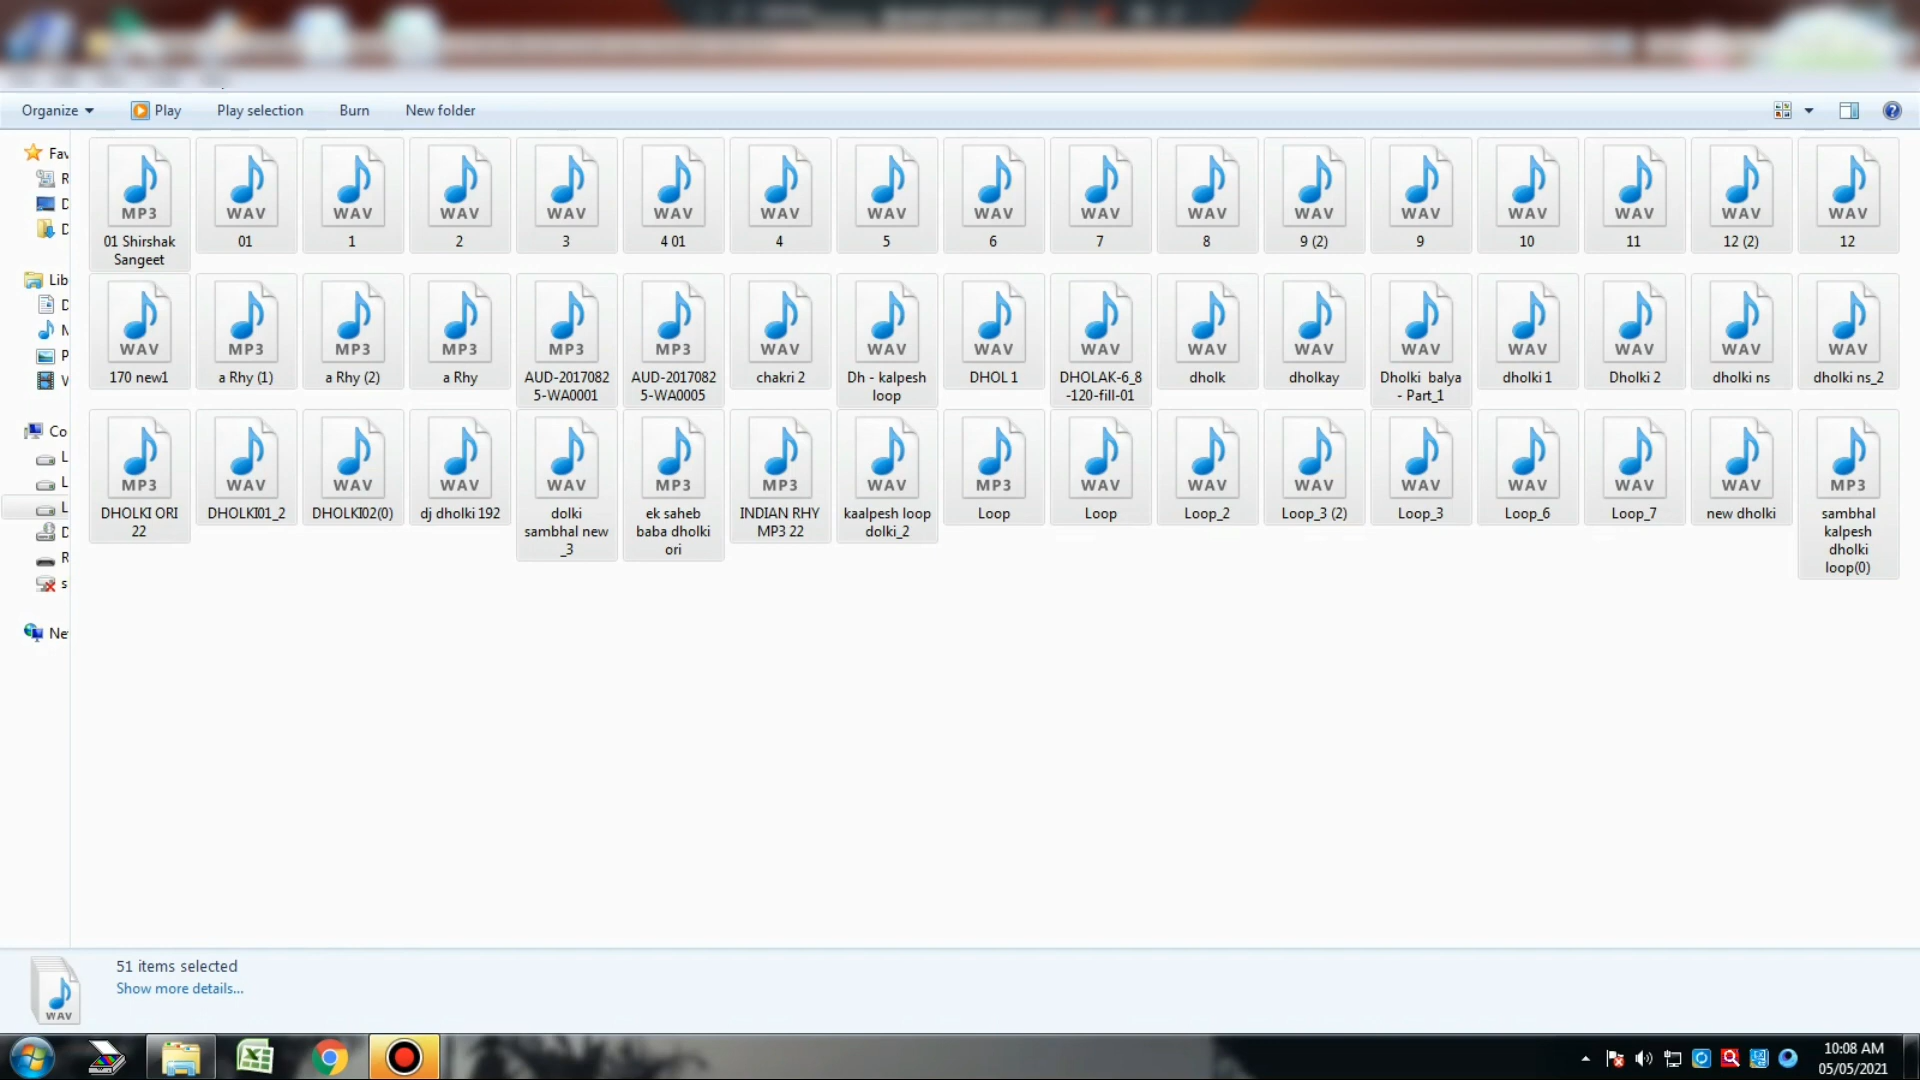 Organize Play Play selection Burn New folder
Fav
R
D
D
Lib
D
M
P
V
Co
L
L
L
D
R
s
Ne
MP3 WAV WAV WAV WAV WAV WAV WAV WAV WAV WAV WAV WAV WAV WAV WAV WAV
01 Shirshak Sangeet 01 1 2 3 4 01 4 5 6 7 8 9 (2) 9 10 11 12 (2) 12
WAV MP3 MP3 MP3 MP3 MP3 WAV WAV WAV WAV WAV WAV WAV WAV WAV WAV WAV
170 new1 a Rhy (1) a Rhy (2) a Rhy AUD-20170825-WA0001 AUD-20170825-WA0005 chakri 2 Dh - kalpesh loop DHOL 1 DHOLAK-6_8-120-fill-01 dholk dholkay Dholki balya - Part_1 dholki 1 Dholki 2 dholki ns dholki ns_2
MP3 WAV WAV WAV WAV MP3 MP3 WAV MP3 WAV WAV WAV WAV WAV WAV WAV MP3
DHOLKI ORI 22 DHOLKI01_2 DHOLKI02(0) dj dholki 192 dolki sambhal new_3 ek saheb baba dholki ori INDIAN RHY MP3 22 kaalpesh loop dolki_2 Loop Loop Loop_2 Loop_3 (2) Loop_3 Loop_6 Loop_7 new dholki sambhal kalpesh dholki loop(0)
WAV
51 items selected
Show more details...
10:08 AM
05/05/2021